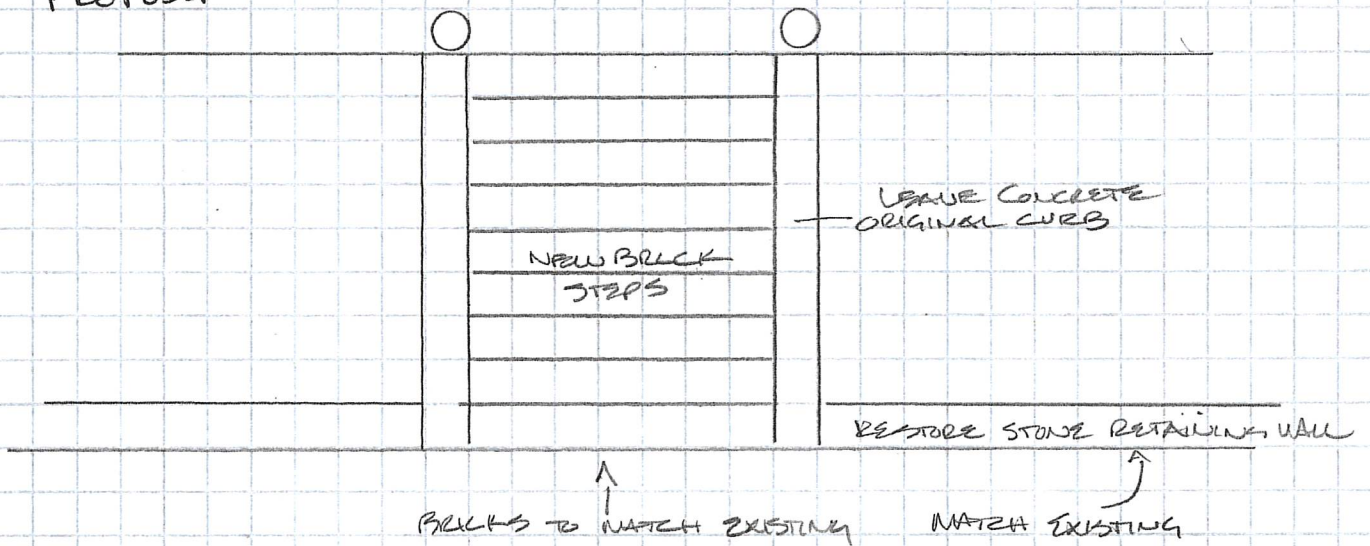 LEAVE CONCRETE
ORIGINAL CURB
NEW BRICK
STEPS
RESTORE STONE RETAINING WALL
BRICKS TO MATCH EXISTING
MATCH EXISTING